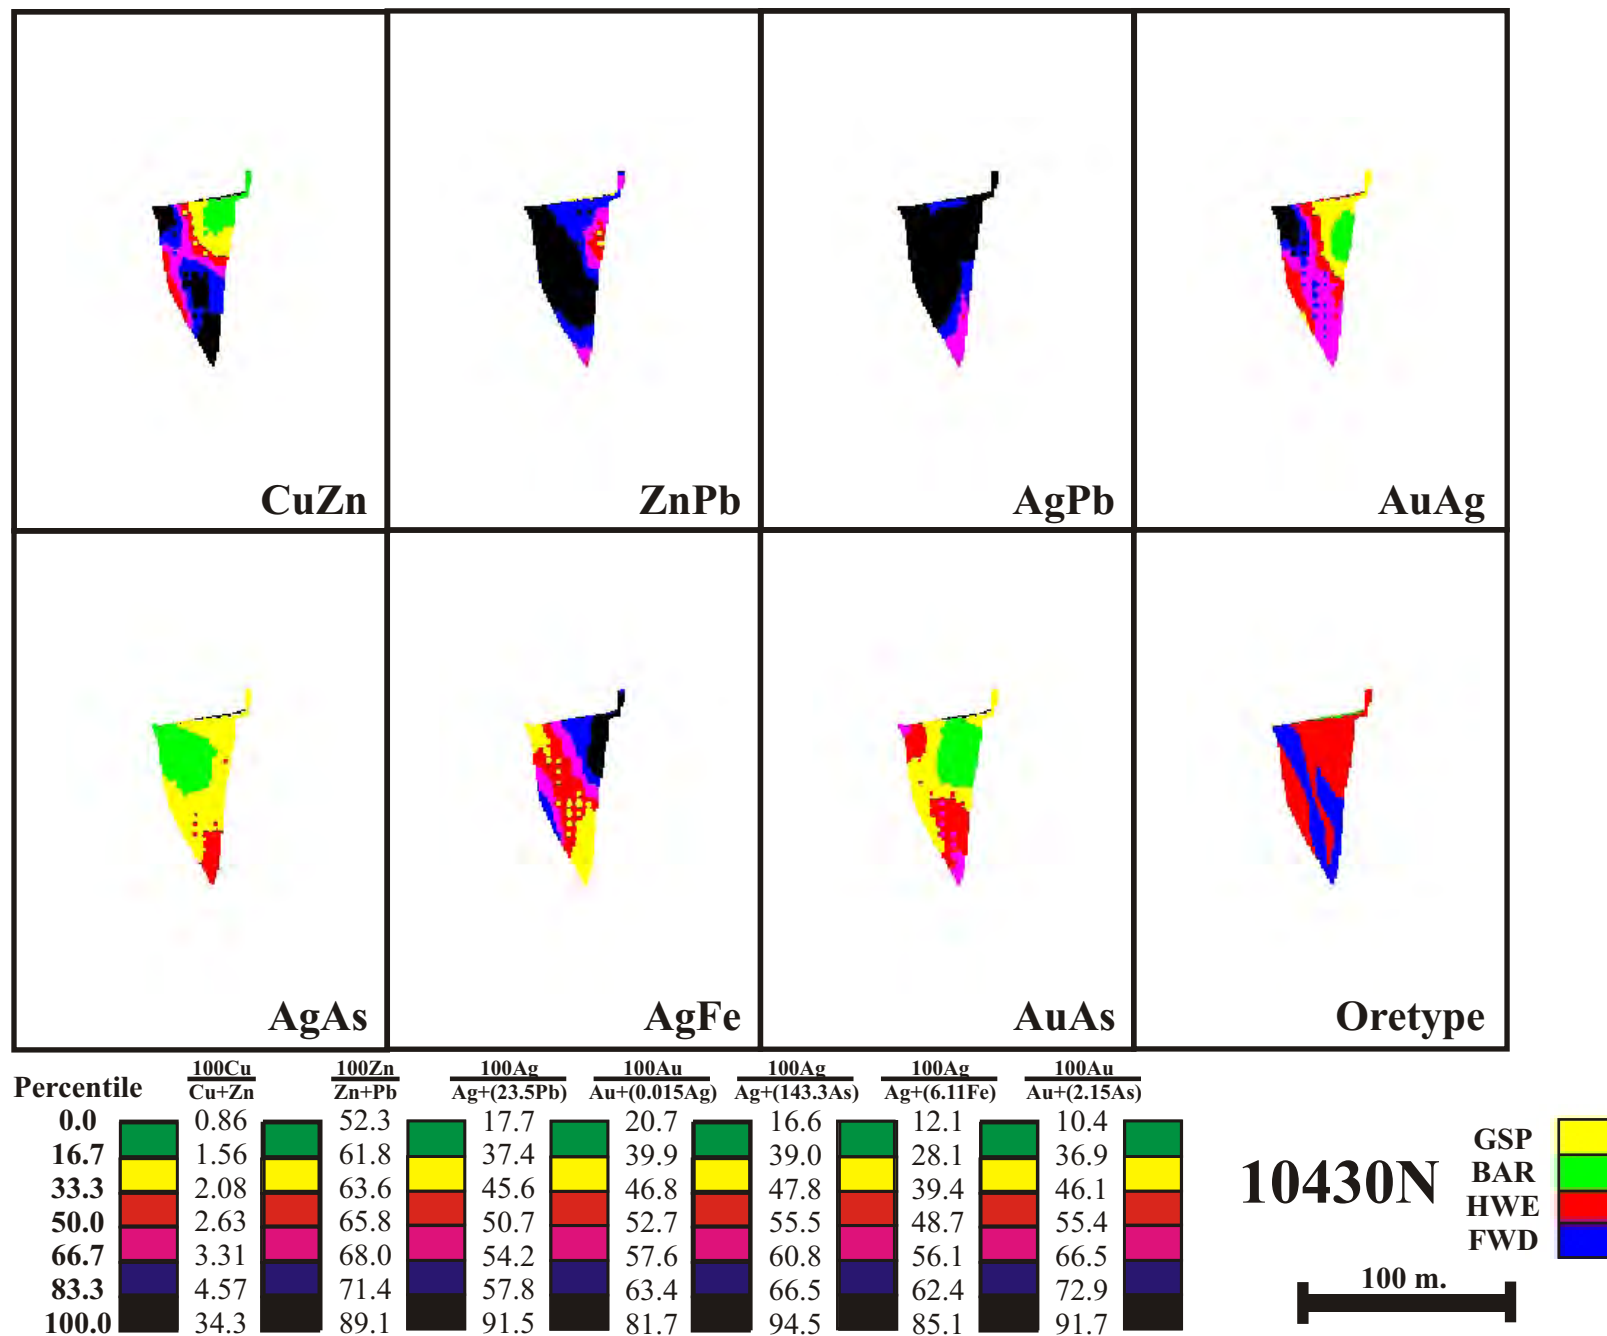 CuZn ZnPb AgPb AuAg
AgAs AgFe AuAs Oretype
Percentile 100Cu 100Zn 100Ag 100Au 100Ag 100Ag 100Au
Cu+Zn Zn+Pb Ag+(23.5Pb) Au+(0.015Ag) Ag+(143.3As) Ag+(6.11Fe) Au+(2.15As)
0.0 0.86 52.3 17.7 20.7 16.6 12.1 10.4
16.7 1.56 61.8 37.4 39.9 39.0 28.1 36.9
33.3 2.08 63.6 45.6 46.8 47.8 39.4 46.1
50.0 2.63 65.8 50.7 52.7 55.5 48.7 55.4
66.7 3.31 68.0 54.2 57.6 60.8 56.1 66.5
83.3 4.57 71.4 57.8 63.4 66.5 62.4 72.9
100.0 34.3 89.1 91.5 81.7 94.5 85.1 91.7
10430N
GSP
BAR
HWE
FWD
100 m.